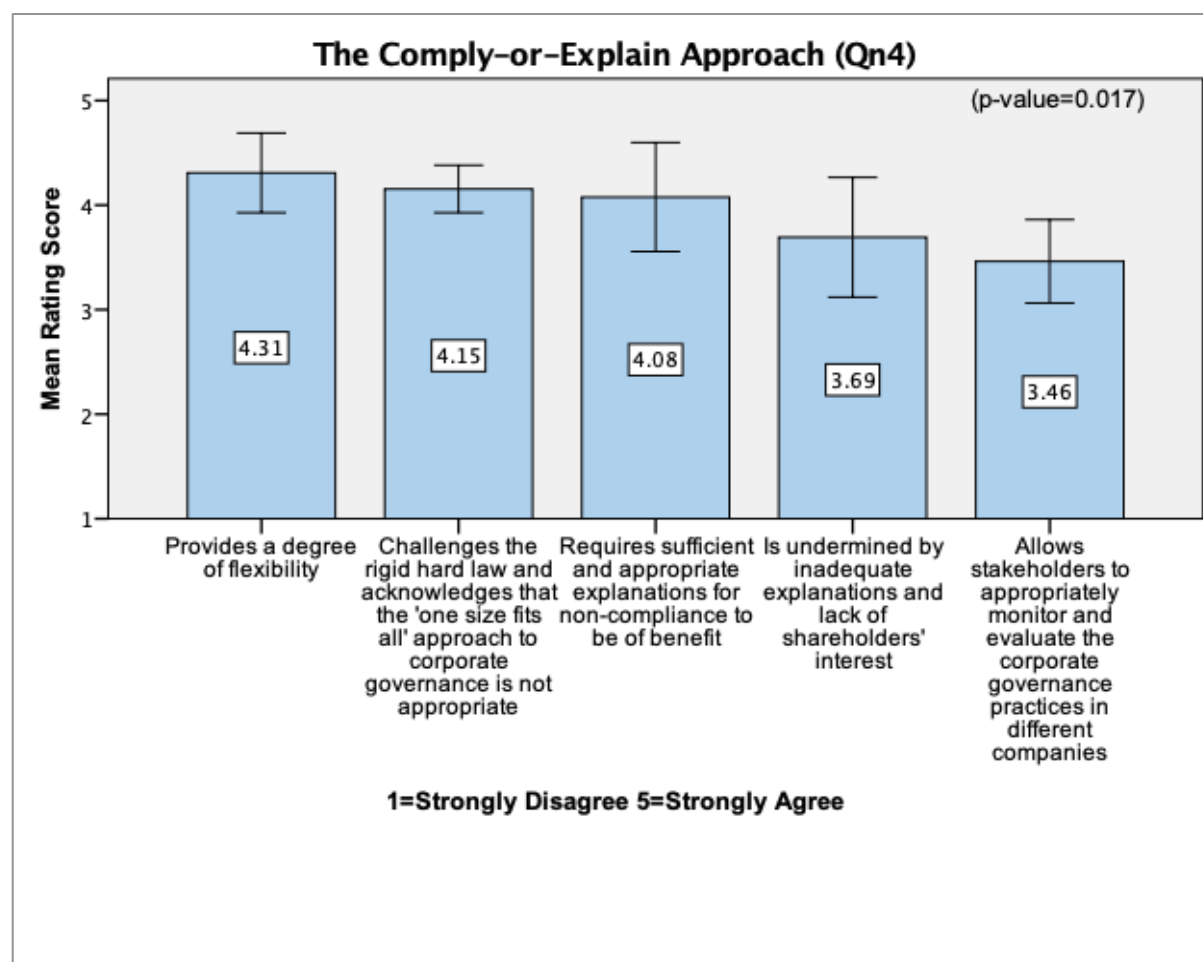 The Comply-or-Explain Approach (Qn4)
(p-value=0.017)
Mean Rating Score
5
4
3
2
1
4.31
4.15
4.08
3.69
3.46
Provides a degree
of flexibility
Challenges the
rigid hard law and
acknowledges that
the 'one size fits
all' approach to
corporate
governance is not
appropriate
Requires sufficient
and appropriate
explanations for
non-compliance to
be of benefit
Is undermined by
inadequate
explanations and
lack of
shareholders'
interest
Allows
stakeholders to
appropriately
monitor and
evaluate the
corporate
governance
practices in
different
companies
1=Strongly Disagree 5=Strongly Agree